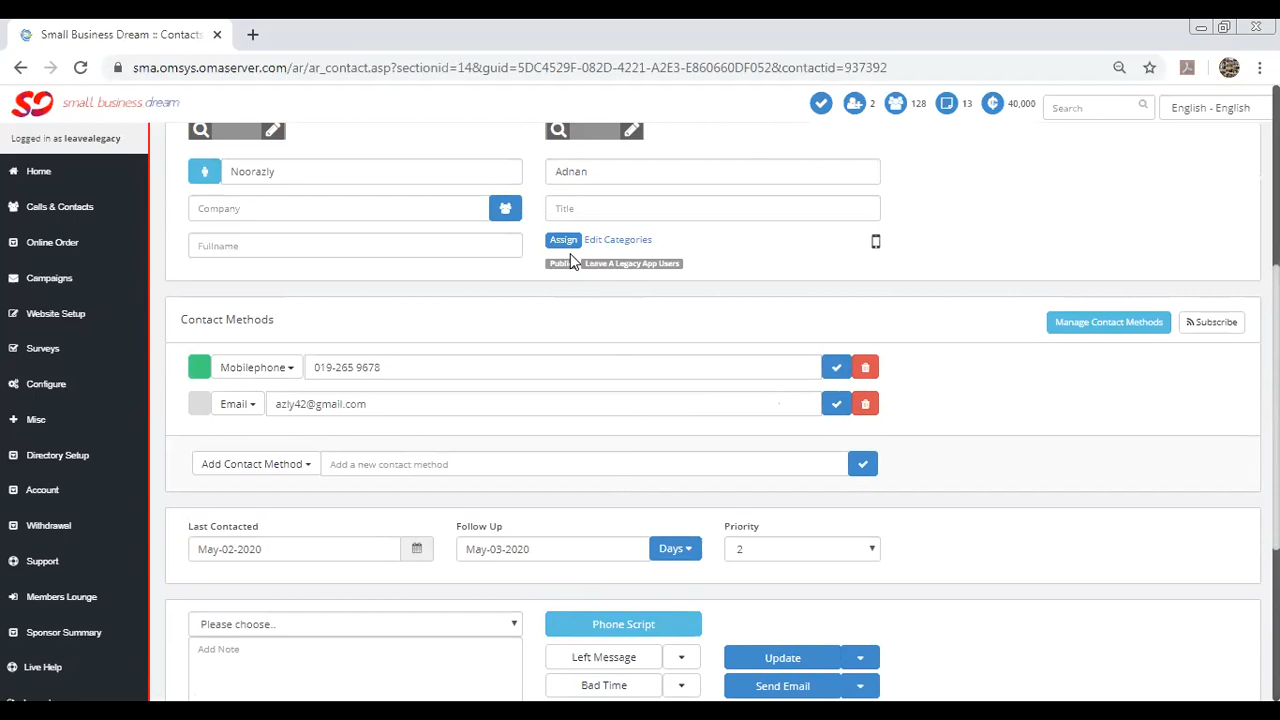 Small Business Dream :: Contacts
sma.omsys.omaserver.com/ar/ar_contact.asp?sectionid=14&guid=5DC4529F-082D-4221-A2E3-E860660DF052&contactid=937392
small business dream
2 128 13 40,000 Search English - English
Logged in as leavealegacy
Home
Calls & Contacts
Online Order
Campaigns
Website Setup
Surveys
Configure
Misc
Directory Setup
Account
Withdrawal
Support
Members Lounge
Sponsor Summary
Live Help
Noorazly Adnan
Company Title
Fullname Assign Edit Categories
Leave A Legacy App Users
Contact Methods Manage Contact Methods Subscribe
Mobilephone 019-265 9678
Email azly42@gmail.com
Add Contact Method Add a new contact method
Last Contacted Follow Up Priority
May-02-2020 May-03-2020 Days 2
Please choose.. Phone Script
Add Note Left Message Update
Bad Time Send Email